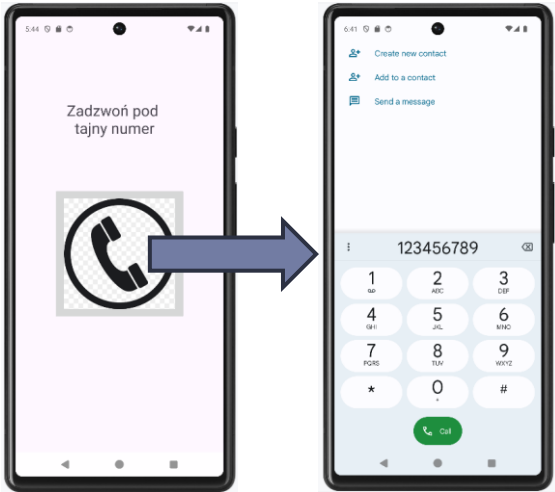 5:44
Zadzwoń pod
tajny numer
6:41
Create new contact
Add to a contact
Send a message
123456789
1
2
ABC
3
DEF
4
GHI
5
JKL
6
MNO
7
PQRS
8
TUV
9
WXYZ
*
0
+
#
Call